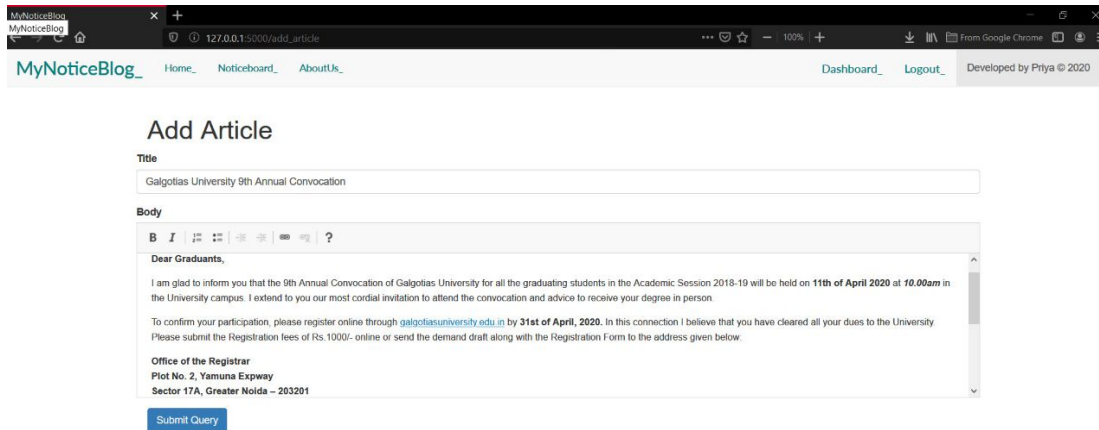 MyNoticeBlog
MyNoticeBlog
127.0.0.1:5000/add_article
100%
From Google Chrome
MyNoticeBlog_ Home_ Noticeboard_ AboutUs_ Dashboard_ Logout_ Developed by Priya © 2020
Add Article
Title
Galgotias University 9th Annual Convocation
Body
B I ?
Dear Graduants,
I am glad to inform you that the 9th Annual Convocation of Galgotias University for all the graduating students in the Academic Session 2018-19 will be held on 11th of April 2020 at 10.00am in
the University campus. I extend to you our most cordial invitation to attend the convocation and advice to receive your degree in person.
To confirm your participation, please register online through galgotiasuniversity.edu.in by 31st of April, 2020. In this connection I believe that you have cleared all your dues to the University.
Please submit the Registration fees of Rs.1000/- online or send the demand draft along with the Registration Form to the address given below:
Office of the Registrar
Plot No. 2, Yamuna Expway
Sector 17A, Greater Noida – 203201
Submit Query